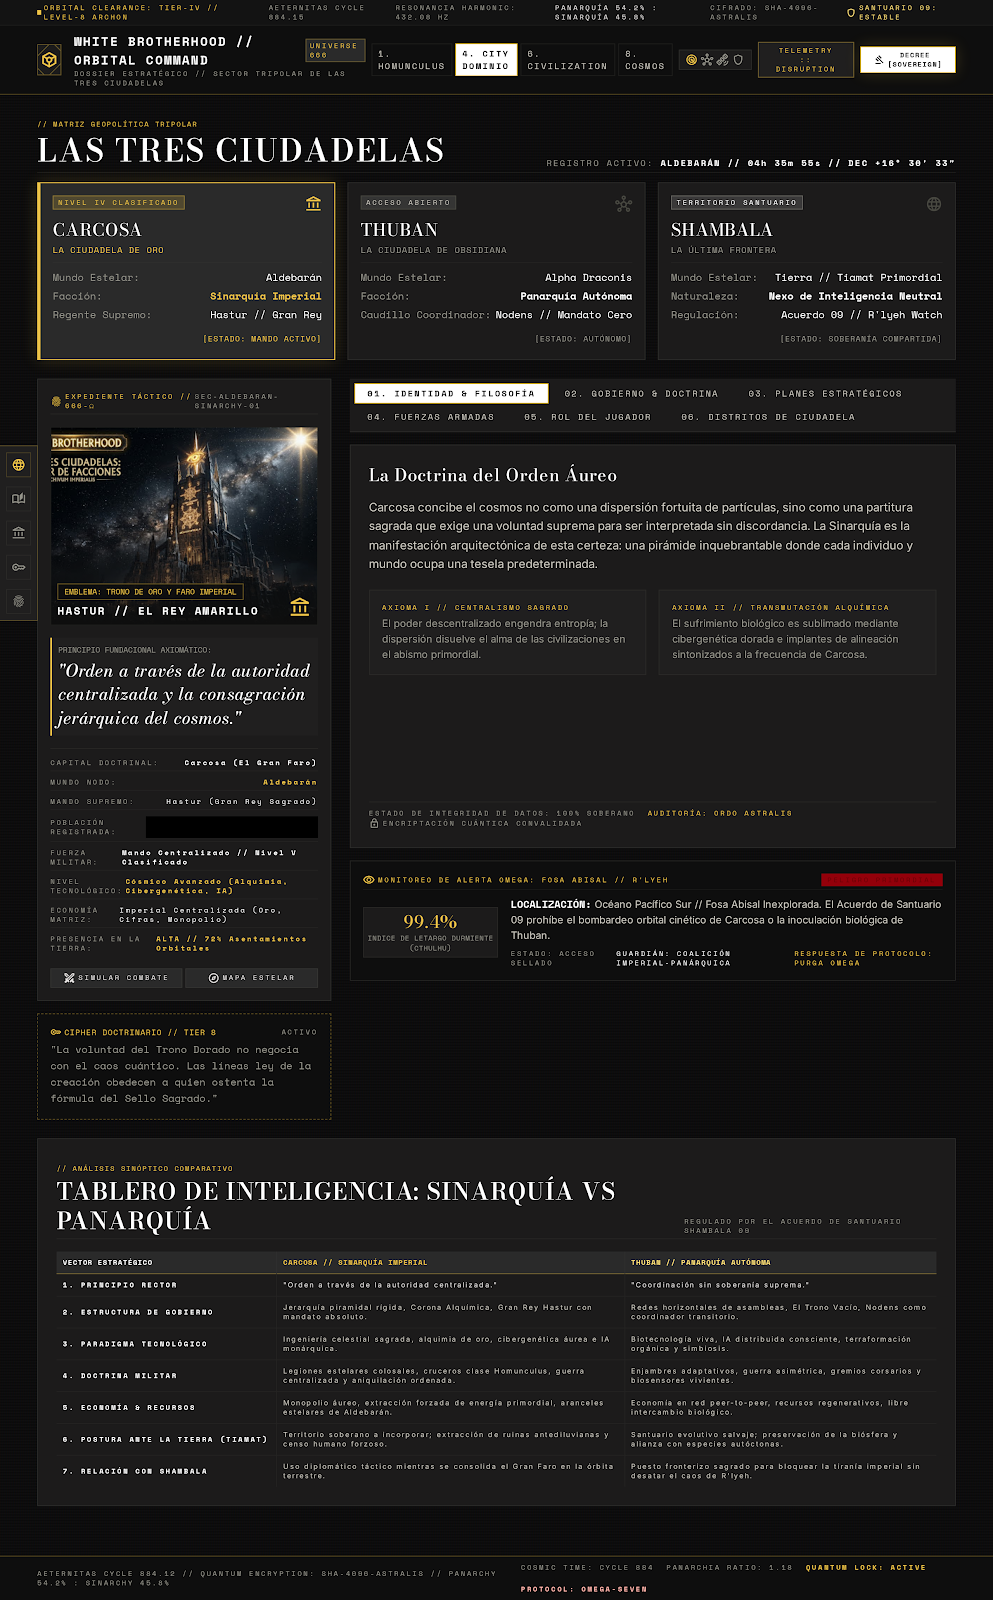 ORBITAL CLEARANCE: TIER-IV //
LEVEL-8 ARCHON
AETERNITAS CYCLE
884.15
RESONANCIA HARMONIC:
432.08 HZ
PANARQUÍA 54.2% :
SINARQUÍA 45.8%
CIFRADO: SHA-4096-
ASTRALIS
SANTUARIO 09:
ESTABLE
WHITE BROTHERHOOD //
ORBITAL COMMAND
DOSSIER ESTRATÉGICO // SECTOR TRIPOLAR DE LAS
TRES CIUDADELAS
UNIVERSE
666
1.
HOMUNCULUS
4. CITY
DOMINIO
6.
CIVILIZATION
8.
COSMOS
TELEMETRY
::
DISRUPTION
DECREE
[SOVEREIGN]
// MATRIZ GEOPOLÍTICA TRIPOLAR
LAS TRES CIUDADELAS
REGISTRO ACTIVO: ALDEBARÁN // 04h 35m 55s // DEC +16° 30' 33"
NIVEL IV CLASIFICADO
CARCOSA
LA CIUDADELA DE ORO
Mundo Estelar: Aldebarán
Facción: Sinarquía Imperial
Regente Supremo: Hastur // Gran Rey
[ESTADO: MANDO ACTIVO]
ACCESO ABIERTO
THUBAN
LA CIUDADELA DE OBSIDIANA
Mundo Estelar: Alpha Draconis
Facción: Panarquía Autónoma
Caudillo Coordinador: Nodens // Mandato Cero
[ESTADO: AUTÓNOMO]
TERRITORIO SANTUARIO
SHAMBALA
LA ÚLTIMA FRONTERA
Mundo Estelar: Tierra // Tiamat Primordial
Naturaleza: Nexo de Inteligencia Neutral
Regulación: Acuerdo 09 // R'lyeh Watch
[ESTADO: SOBERANÍA COMPARTIDA]
EXPEDIENTE TÁCTICO //
SEC-ALDEBARAN-
SINARCHY-01
BROTHERHOOD
ES CIUDADELAS:
R DE FACCIONES
CHIVUM IMPERIALIS
EMBLEMA: TRONO DE ORO Y FARO IMPERIAL
HASTUR // EL REY AMARILLO
PRINCIPIO FUNDACIONAL AXIOMÁTICO:
"Orden a través de la autoridad
centralizada y la consagración
jerárquica del cosmos."
CAPITAL DOCTRINAL: Carcosa (El Gran Faro)
MUNDO NODO: Aldebarán
MANDO SUPREMO: Hastur (Gran Rey Sagrado)
POBLACIÓN
REGISTRADA:
FUERZA
MILITAR:
Mando Centralizado // Nivel V
Clasificado
NIVEL
TECNOLÓGICO:
Cósmico Avanzado (Alquimia,
Cibergenética, IA)
ECONOMÍA
MATRIZ:
Imperial Centralizada (Oro,
Cifras, Monopolio)
PRESENCIA EN LA
TIERRA:
ALTA // 72% Asentamientos
Orbitales
SIMULAR COMBATE
MAPA ESTELAR
CIPHER DOCTRINARIO // TIER 8
ACTIVO
"La voluntad del Trono Dorado no negocia
con el caos cuántico. Las líneas ley de la
creación obedecen a quien ostenta la
fórmula del Sello Sagrado."
01. IDENTIDAD & FILOSOFÍA
02. GOBIERNO & DOCTRINA
03. PLANES ESTRATÉGICOS
04. FUERZAS ARMADAS
05. ROL DEL JUGADOR
06. DISTRITOS DE CIUDADELA
La Doctrina del Orden Áureo
Carcosa concibe el cosmos no como una dispersión fortuita de partículas, sino como una partitura
sagrada que exige una voluntad suprema para ser interpretada sin discordancia. La Sinarquía es la
manifestación arquitectónica de esta certeza: una pirámide inquebrantable donde cada individuo y
mundo ocupa una tesela predeterminada.
AXIOMA I // CENTRALISMO SAGRADO
El poder descentralizado engendra entropía; la
dispersión disuelve el alma de las civilizaciones en
el abismo primordial.
AXIOMA II // TRANSMUTACIÓN ALQUÍMICA
El sufrimiento biológico es sublimado mediante
cibergenética dorada e implantes de alineación
sintonizados a la frecuencia de Carcosa.
ESTADO DE INTEGRIDAD DE DATOS: 100% SOBERANO
AUDITORÍA: ORDO ASTRALIS
ENCRIPTACIÓN CUÁNTICA CONVALIDADA
MONITOREO DE ALERTA OMEGA: FOSA ABISAL // R'LYEH
99.4%
INDICE DE LETARGO DURMIENTE
(CTHULHU)
LOCALIZACIÓN: Océano Pacífico Sur // Fosa Abisal Inexplorada. El Acuerdo de Santuario
09 prohíbe el bombardeo orbital cinético de Carcosa o la inoculación biológica de
Thuban.
ESTADO: ACCESO
SELLADO
GUARDIÁN: COALICIÓN
IMPERIAL-PANÁRQUICA
RESPUESTA DE PROTOCOLO:
PURGA OMEGA
// ANÁLISIS SINÓPTICO COMPARATIVO
TABLERO DE INTELIGENCIA: SINARQUÍA VS
PANARQUÍA
REGULADO POR EL ACUERDO DE SANTUARIO
SHAMBALA 09
VECTOR ESTRATÉGICO
CARCOSA // SINARQUÍA IMPERIAL
THUBAN // PANARQUÍA AUTÓNOMA
1. PRINCIPIO RECTOR
"Orden a través de la autoridad centralizada."
"Coordinación sin soberanía suprema."
2. ESTRUCTURA DE GOBIERNO
Jerarquía piramidal rígida, Corona Alquímica, Gran Rey Hastur con
mandato absoluto.
Redes horizontales de asambleas, El Trono Vacío, Nodens como
coordinador transitorio.
3. PARADIGMA TECNOLÓGICO
Ingeniería celestial sagrada, alquimia de oro, cibergenética áurea e IA
monárquica.
Biotecnología viva, IA distribuida consciente, terraformación
orgánica y simbiosis.
4. DOCTRINA MILITAR
Legiones estelares colosales, cruceros clase Homunculus, guerra
centralizada y aniquilación ordenada.
Enjambres adaptativos, guerra asimétrica, gremios corsarios y
biosensores vivientes.
5. ECONOMÍA & RECURSOS
Monopolio áureo, extracción forzada de energía primordial, aranceles
estelares de Aldebarán.
Economía en red peer-to-peer, recursos regenerativos, libre
intercambio biológico.
6. POSTURA ANTE LA TIERRA (TIAMAT)
Territorio soberano a incorporar; extracción de ruinas antediluvianas y
censo humano forzoso.
Santuario evolutivo salvaje; preservación de la biósfera y
alianza con especies autóctonas.
7. RELACIÓN CON SHAMBALA
Uso diplomático táctico mientras se consolida el Gran Faro en la órbita
terrestre.
Puesto fronterizo sagrado para bloquear la tiranía imperial sin
desatar el caos de R'lyeh.
AETERNITAS CYCLE 884.12 // QUANTUM ENCRYPTION: SHA-4096-ASTRALIS // PANARCHY
54.2% : SINARCHY 45.8%
COSMIC TIME: CYCLE 884
PANARCHIA RATIO: 1.18
QUANTUM LOCK: ACTIVE
PROTOCOL: OMEGA-SEVEN